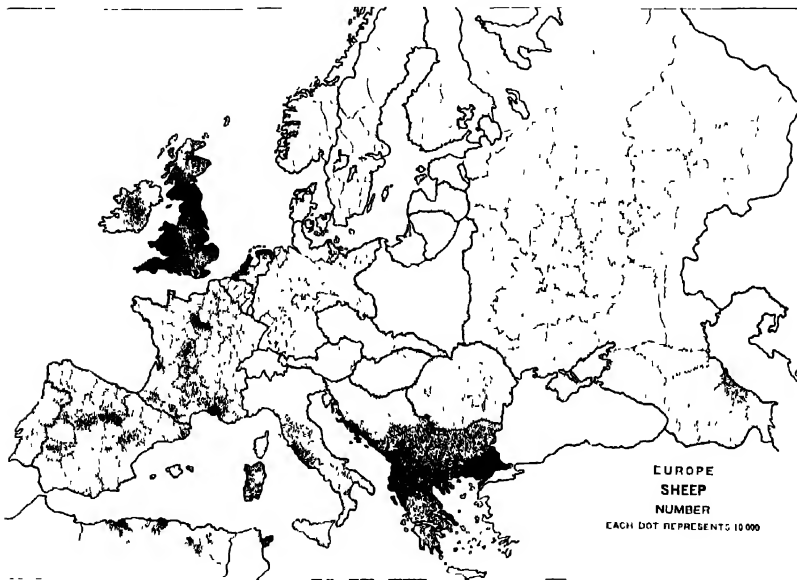 EUROPE
SHEEP
NUMBER
EACH DOT REPRESENTS 10 000